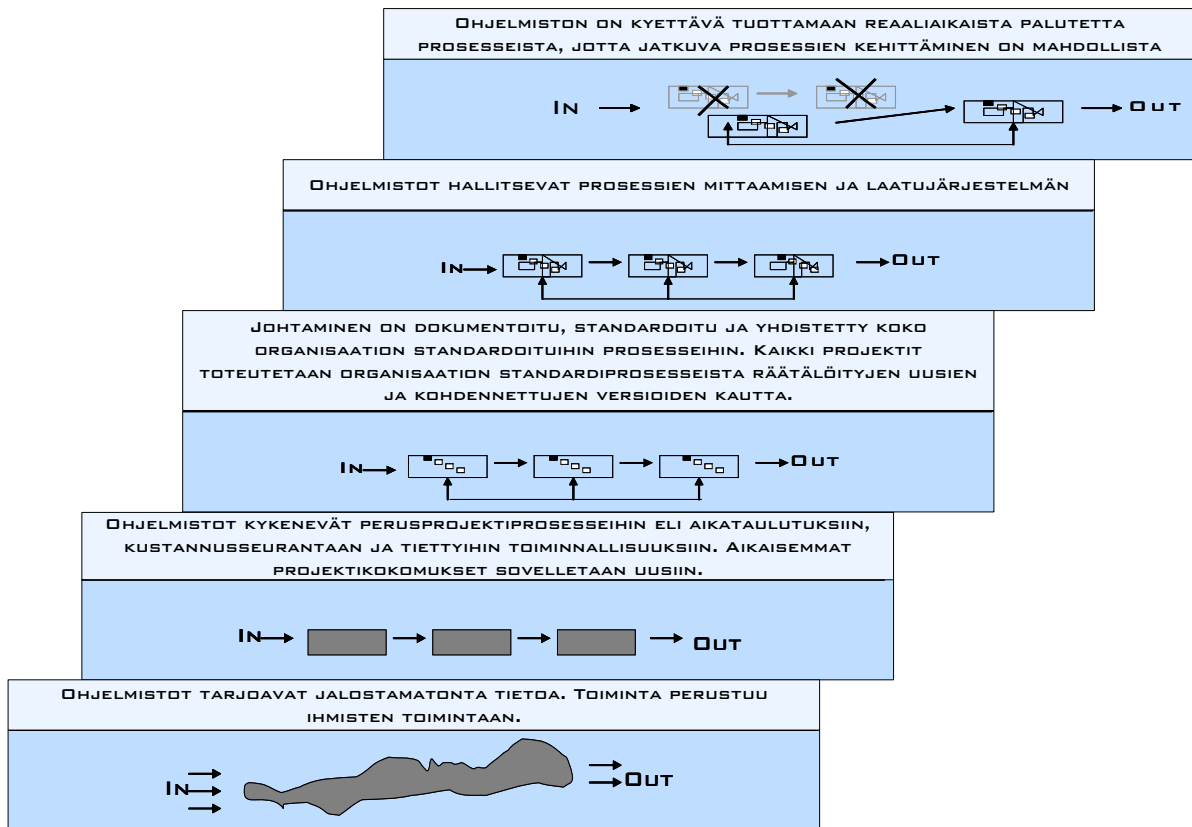 OHJELMISTON ON KYETTÄVÄ TUOTTAMAAN REAALIAIKAISTA PALUTETTA
PROSESSEISTA, JOTTA JATKUVA PROSESSIEN KEHITTÄMINEN ON MAHDOLLISTA
IN
OUT
OHJELMISTOT HALLITSEVAT PROSESSIEN MITTAAMISEN JA LAATUJÄRJESTELMÄN
IN
OUT
JOHTAMINEN ON DOKUMENTOITU, STANDARDOITU JA YHDISTETTY KOKO
ORGANISAATION STANDARDOITUIHIN PROSESSEIHIN. KAIKKI PROJEKTIT
TOTEUTETAAN ORGANISAATION STANDARDIPROSESSEISTA RÄÄTÄLÖITYJEN UUSIEN
JA KOHDENNETTUJEN VERSIOIDEN KAUTTA.
IN
OUT
OHJELMISTOT KYKENEVÄT PERUSPROJEKTIPROSESSEIHIN ELI AIKATAULUTUKSIIN,
KUSTANNUSSEURANTAAN JA TIETTYIHIN TOIMINNALLISUUKSIIN. AIKAISEMMAT
PROJEKTIKOKOMUKSET SOVELLETAAN UUSIIN.
IN
OUT
OHJELMISTOT TARJOAVAT JALOSTAMATONTA TIETOA. TOIMINTA PERUSTUU
IHMISTEN TOIMINTAAN.
IN
OUT